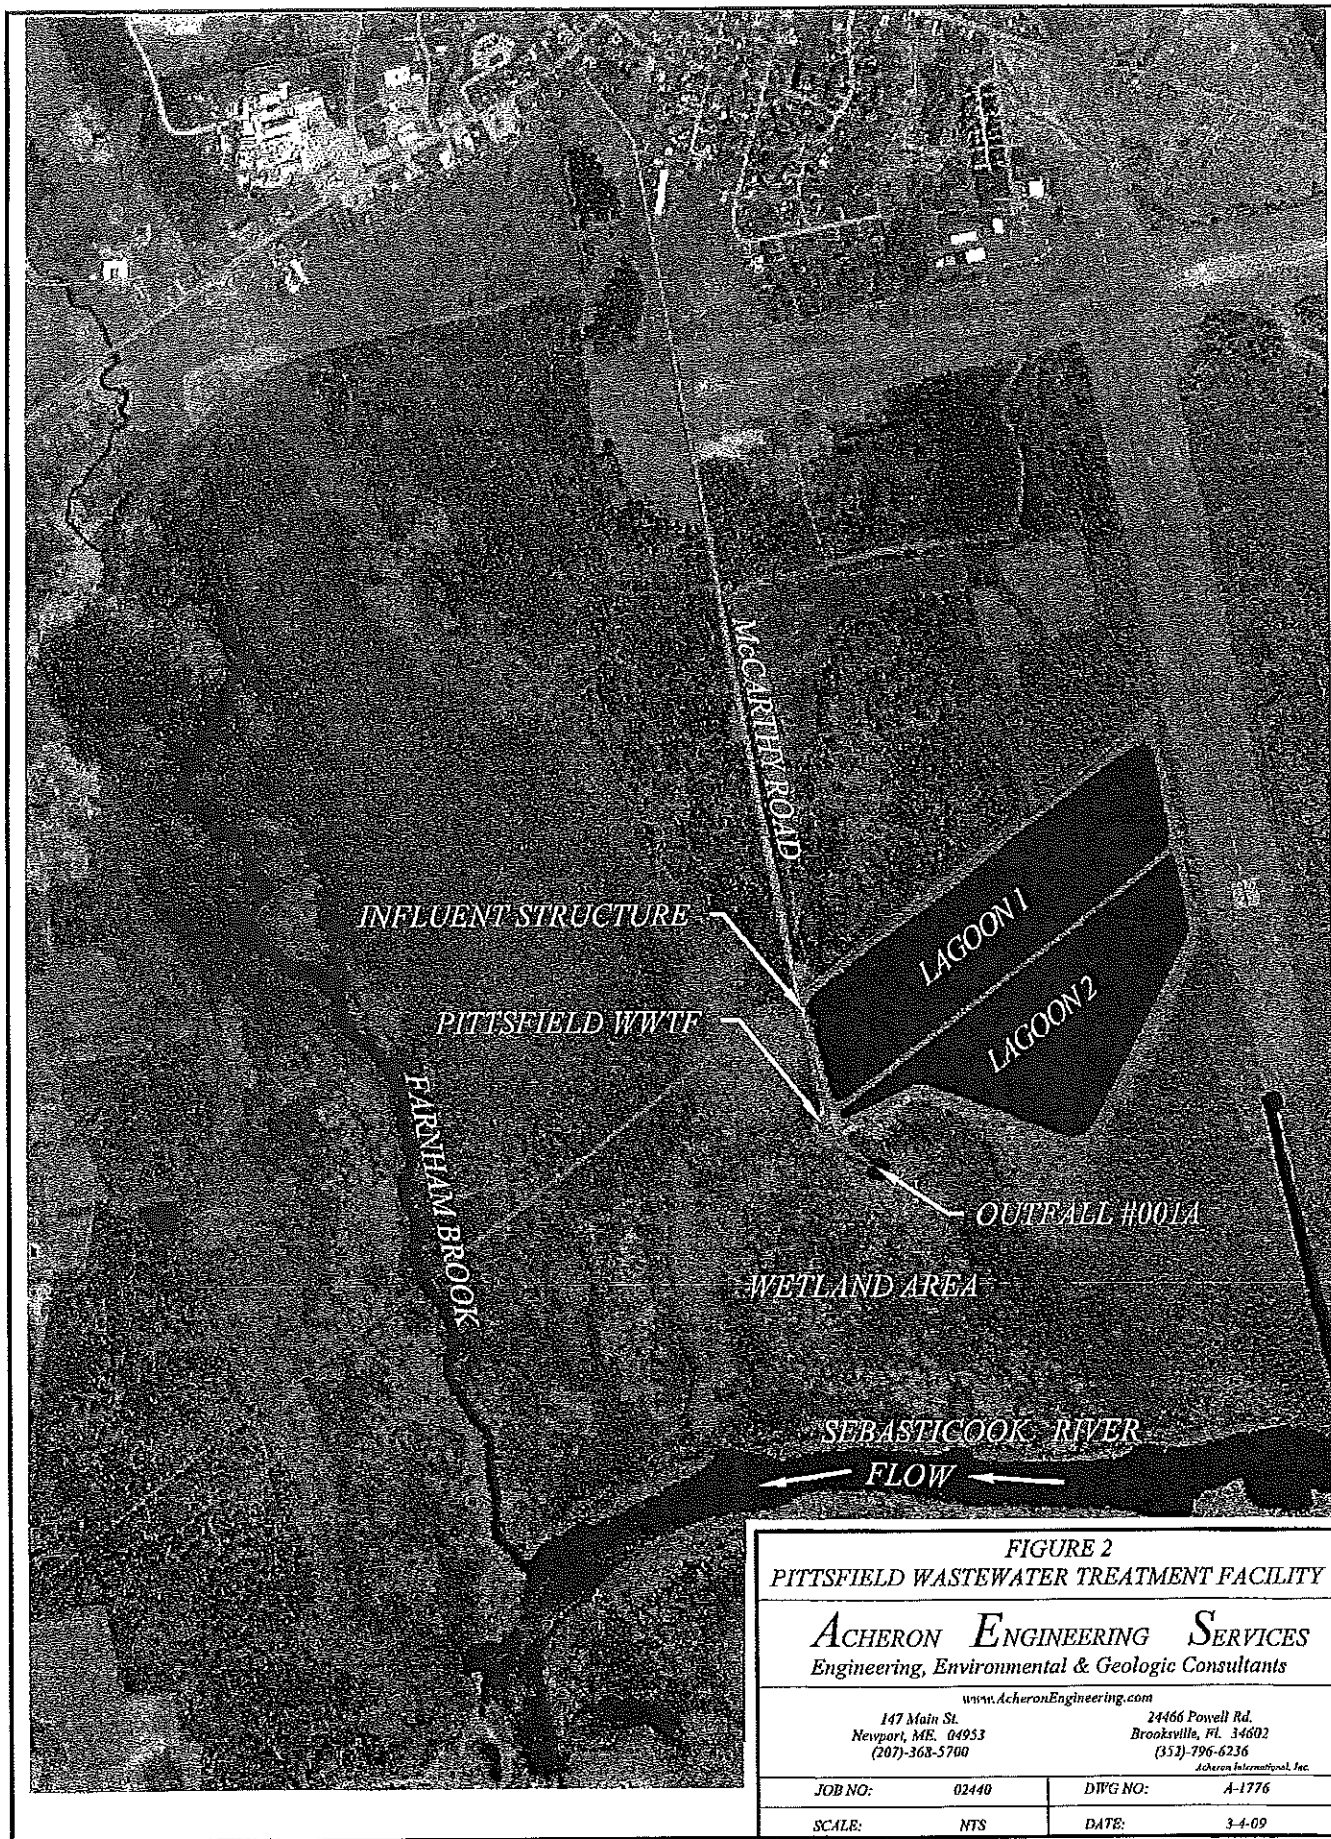 McCARTHY ROAD
INFLUENT STRUCTURE
LAGOON 1
PITTSFIELD WWTF
LAGOON 2
FARNHAM BROOK
OUTFALL #001A
WETLAND AREA
SEBASTICOOK RIVER
FLOW
FIGURE 2
PITTSFIELD WASTEWATER TREATMENT FACILITY
ACHERON ENGINEERING SERVICES
Engineering, Environmental & Geologic Consultants
www.AcheronEngineering.com
147 Main St.
Newport, ME. 04953
(207)-368-5700
24466 Powell Rd.
Brooksville, Fl. 34602
(352)-796-6236
Acheron International, Inc.
JOB NO: 02440 DWG NO: A-1776
SCALE: NTS DATE: 3-4-09